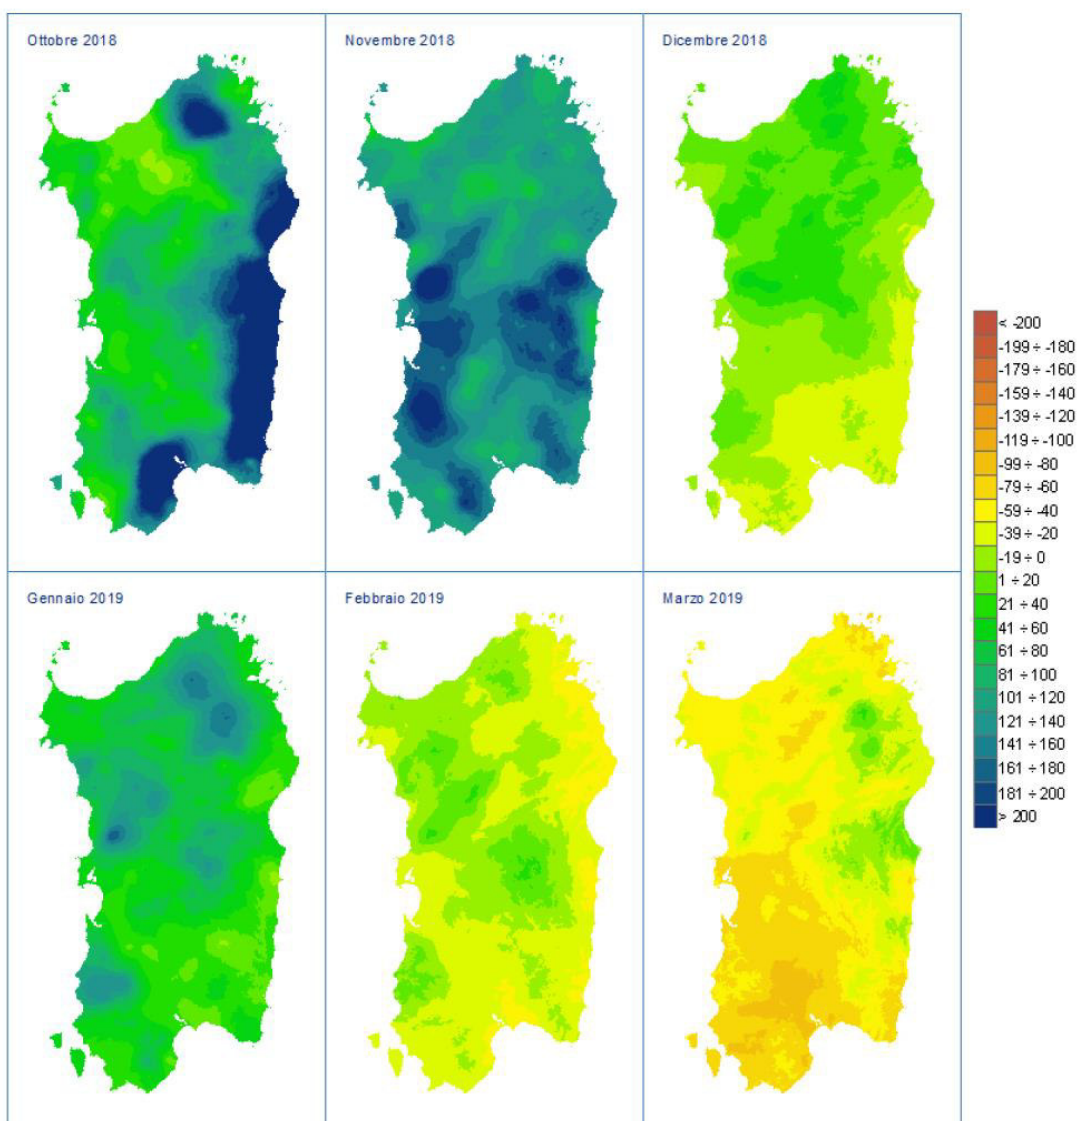 Ottobre 2018
Novembre 2018
Dicembre 2018
Gennaio 2019
Febbraio 2019
Marzo 2019
< -200
-199 ÷ -180
-179 ÷ -160
-159 ÷ -140
-139 ÷ -120
-119 ÷ -100
-99 ÷ -80
-79 ÷ -60
-59 ÷ -40
-39 ÷ -20
-19 ÷ 0
1 ÷ 20
21 ÷ 40
41 ÷ 60
61 ÷ 80
81 ÷ 100
101 ÷ 120
121 ÷ 140
141 ÷ 160
161 ÷ 180
181 ÷ 200
> 200